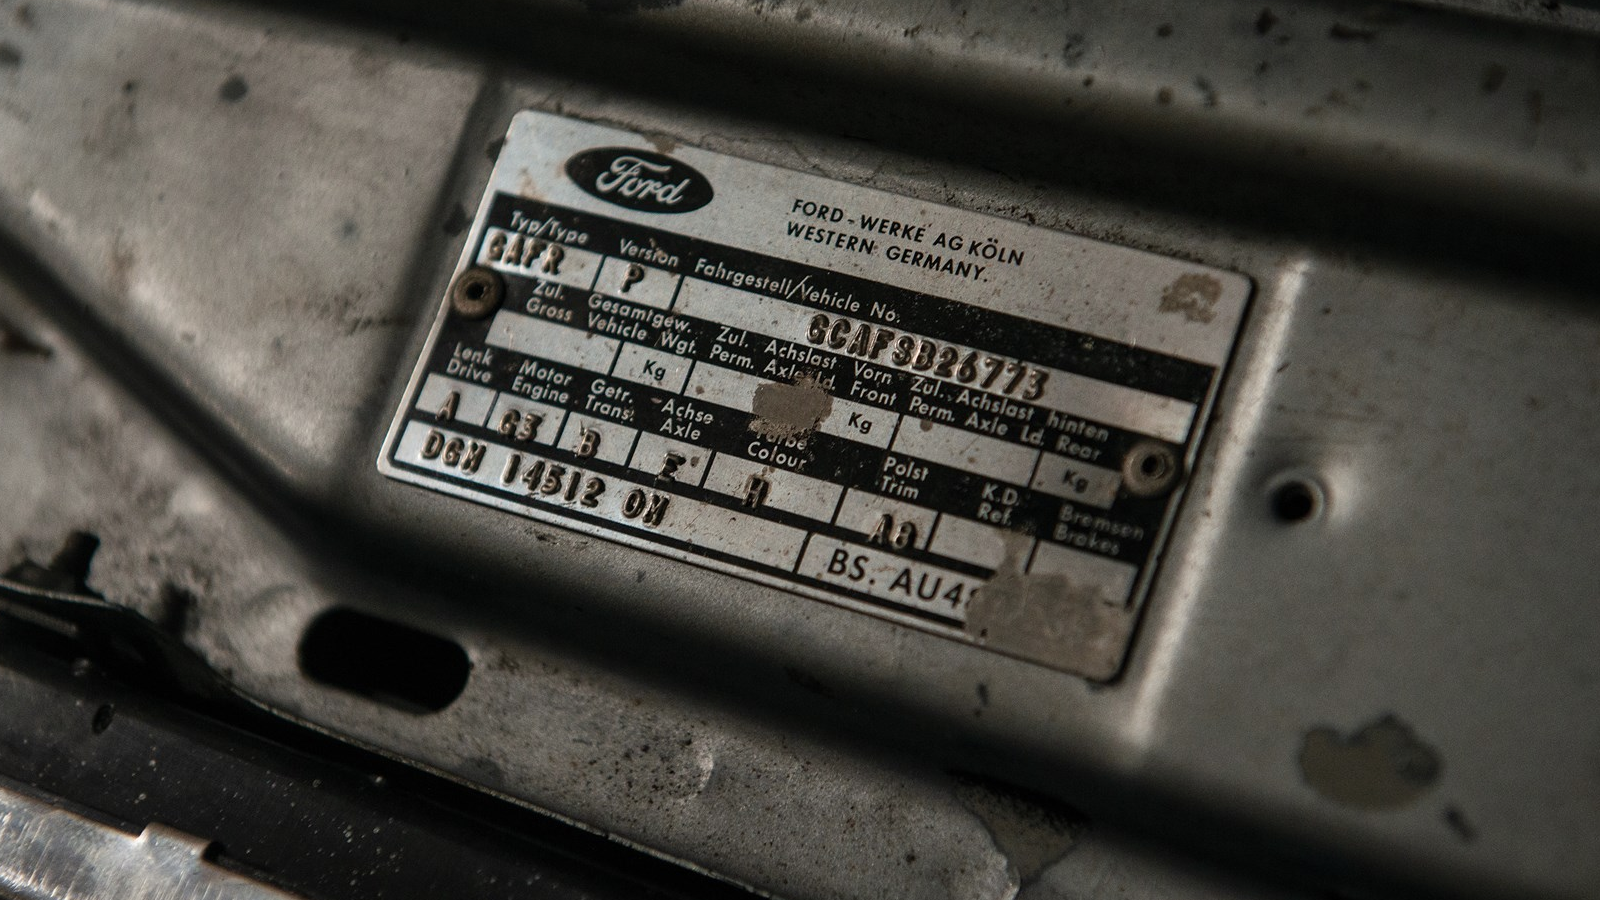 Ford
FORD-WERKE AG KÖLN
WESTERN GERMANY.
Typ/Type Version Fahrgestell/Vehicle No.
GAFR P GCAFSB26773
Zul. Gesamtgew. Zul. Achslast Vorn Zul. Achslast hinten
Gross Vehicle Wgt. Perm. Axle Ld. Front Perm. Axle Ld. Rear
Kg Kg Kg
Lenk Motor Getr. Achse Farbe Polst K.D. Bremsen
Drive Engine Trans. Axle Colour Trim Ref. Brakes
A G3 B E H A8
DGM 14512 OM BS. AU48